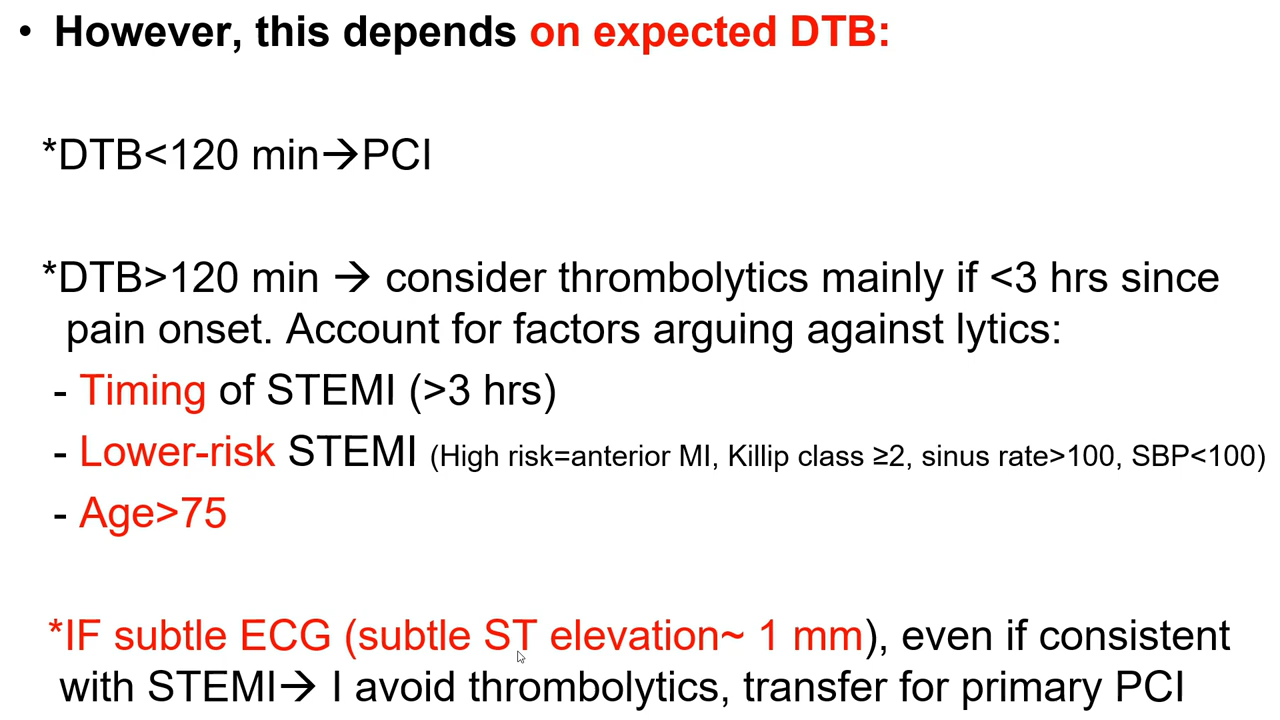 • However, this depends on expected DTB:
*DTB<120 min→PCI
*DTB>120 min → consider thrombolytics mainly if <3 hrs since
pain onset. Account for factors arguing against lytics:
- Timing of STEMI (>3 hrs)
- Lower-risk STEMI (High risk=anterior MI, Killip class ≥2, sinus rate>100, SBP<100)
- Age>75
*IF subtle ECG (subtle ST elevation~ 1 mm), even if consistent
with STEMI→ I avoid thrombolytics, transfer for primary PCI